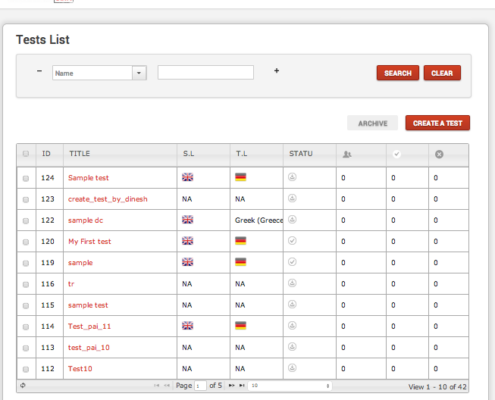 Tests List
− Name +
SEARCH CLEAR
ARCHIVE CREATE A TEST
ID TITLE S.L T.L STATU
124 Sample test 0 0 0
123 create_test_by_dinesh NA NA 0 0 0
122 sample dc Greek (Greece 0 0 0
120 My First test 0 0 0
119 sample 0 0 0
116 tr NA NA 0 0 0
115 sample test NA NA 0 0 0
114 Test_pai_11 0 0 0
113 test_pai_10 NA NA 0 0 0
112 Test10 NA NA 0 0 0
Page 1 of 5 10 View 1 - 10 of 42